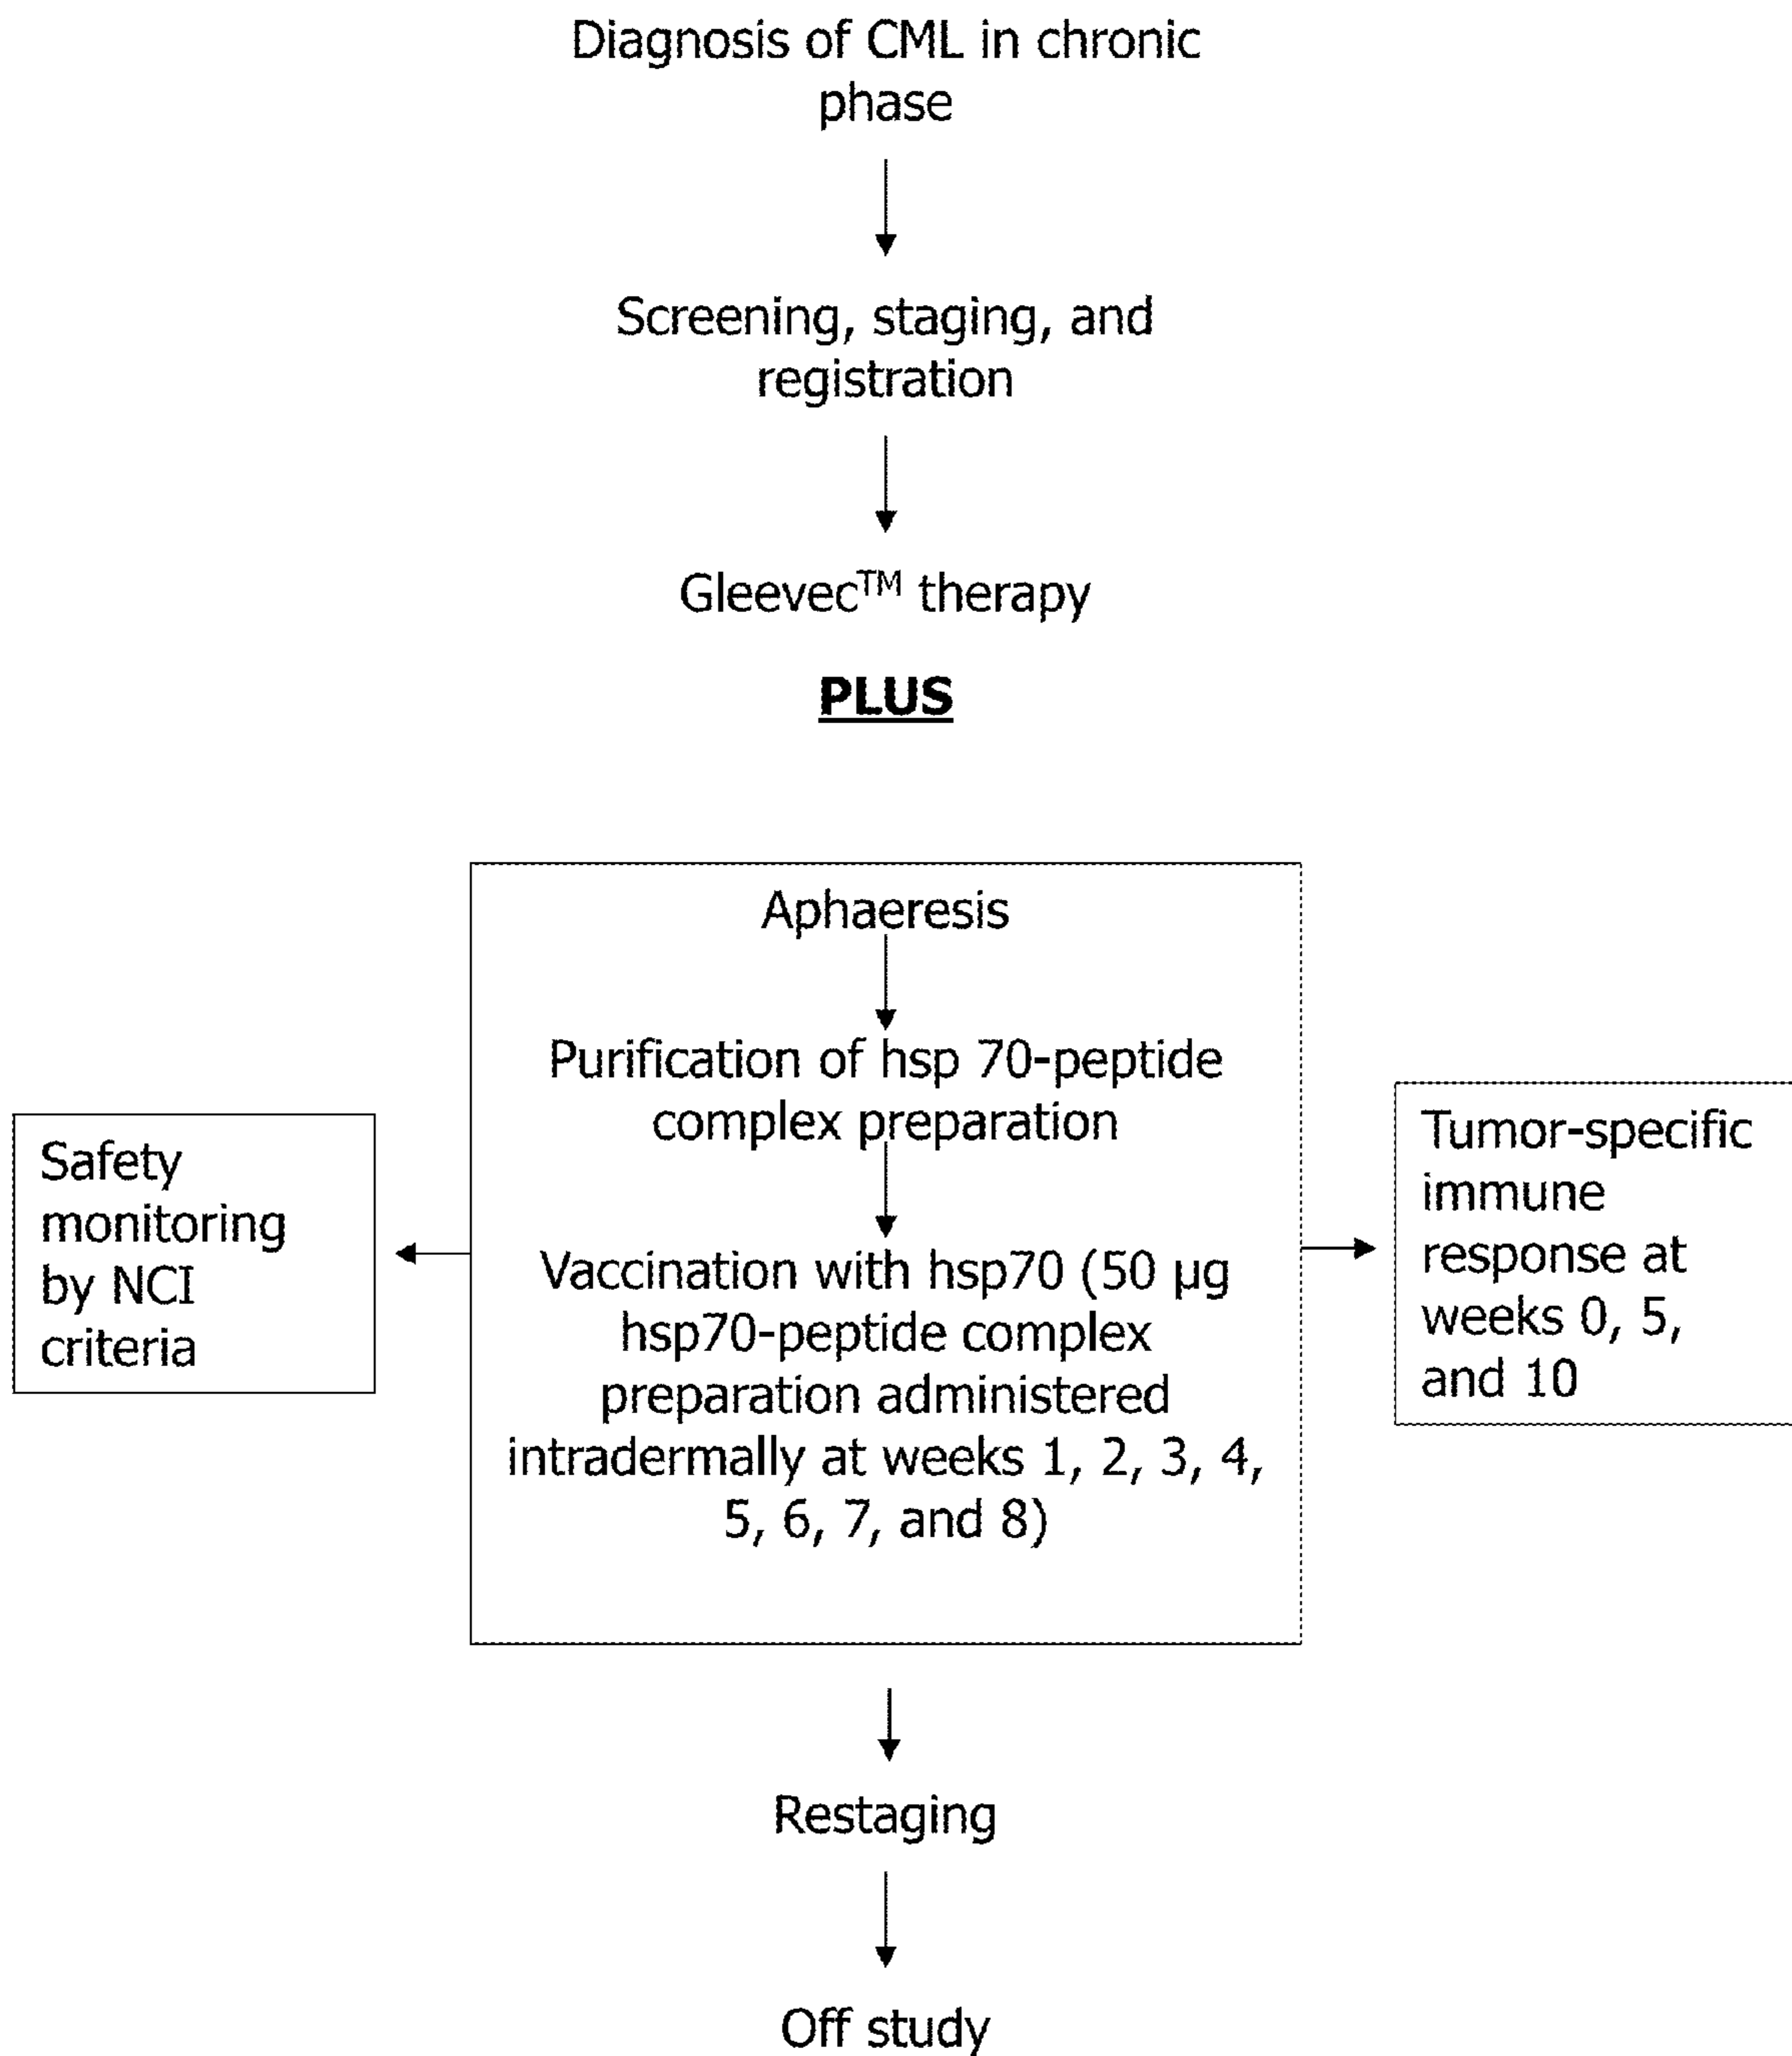 Diagnosis of CML in chronic
phase
Screening, staging, and
registration
Gleevec™ therapy
PLUS
Aphaeresis
Purification of hsp 70-peptide
complex preparation
Vaccination with hsp70 (50 µg
hsp70-peptide complex
preparation administered
intradermally at weeks 1, 2, 3, 4,
5, 6, 7, and 8)
Safety
monitoring
by NCI
criteria
Tumor-specific
immune
response at
weeks 0, 5,
and 10
Restaging
Off study